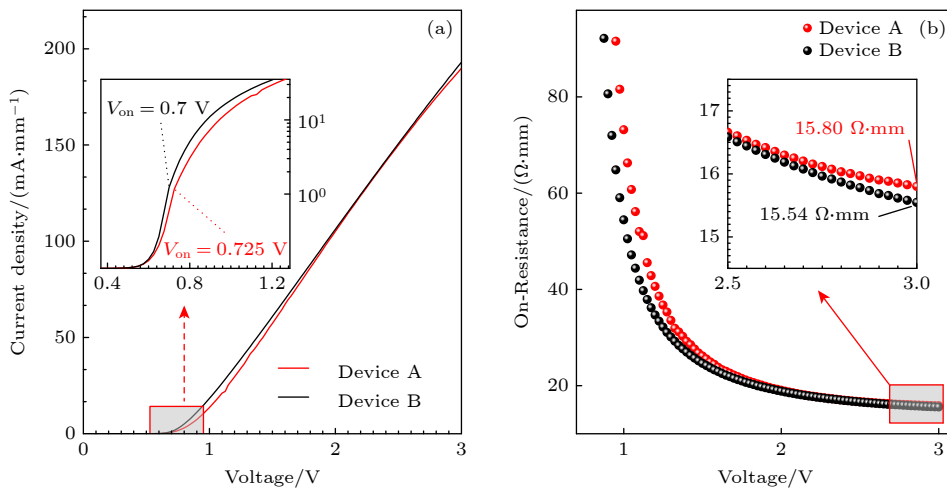 (a)
Current density/(mA·mm⁻¹)
200
150
100
50
0
0
1
2
3
Voltage/V
V_on = 0.7 V
V_on = 0.725 V
10¹
10⁰
0.4
0.8
1.2
Device A
Device B
(b)
On-Resistance/(Ω·mm)
80
60
40
20
1
2
3
Voltage/V
Device A
Device B
17
16
15
2.5
3.0
15.80 Ω·mm
15.54 Ω·mm